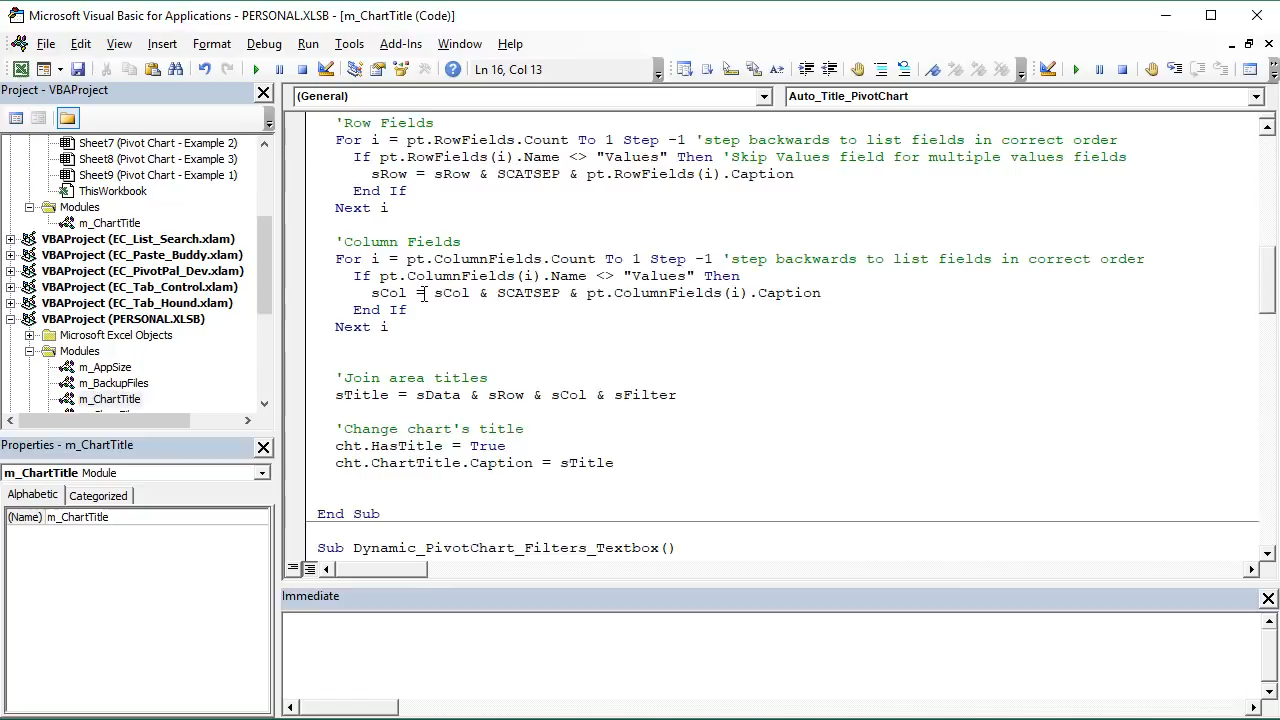 Microsoft Visual Basic for Applications - PERSONAL.XLSB - [m_ChartTitle (Code)]
File Edit View Insert Format Debug Run Tools Add-Ins Window Help
Ln 16, Col 13
Project - VBAProject
Sheet7 (Pivot Chart - Example 2)
Sheet8 (Pivot Chart - Example 3)
Sheet9 (Pivot Chart - Example 1)
ThisWorkbook
Modules
m_ChartTitle
VBAProject (EC_List_Search.xlam)
VBAProject (EC_Paste_Buddy.xlam)
VBAProject (EC_PivotPal_Dev.xlam)
VBAProject (EC_Tab_Control.xlam)
VBAProject (EC_Tab_Hound.xlam)
VBAProject (PERSONAL.XLSB)
Microsoft Excel Objects
Modules
m_AppSize
m_BackupFiles
m_ChartTitle
Properties - m_ChartTitle
m_ChartTitle Module
Alphabetic Categorized
(Name) m_ChartTitle
(General) Auto_Title_PivotChart
'Row Fields
For i = pt.RowFields.Count To 1 Step -1 'step backwards to list fields in correct order
If pt.RowFields(i).Name <> "Values" Then 'Skip Values field for multiple values fields
sRow = sRow & SCATSEP & pt.RowFields(i).Caption
End If
Next i
'Column Fields
For i = pt.ColumnFields.Count To 1 Step -1 'step backwards to list fields in correct order
If pt.ColumnFields(i).Name <> "Values" Then
sCol = sCol & SCATSEP & pt.ColumnFields(i).Caption
End If
Next i
'Join area titles
sTitle = sData & sRow & sCol & sFilter
'Change chart's title
cht.HasTitle = True
cht.ChartTitle.Caption = sTitle
End Sub
Sub Dynamic_PivotChart_Filters_Textbox()
Immediate